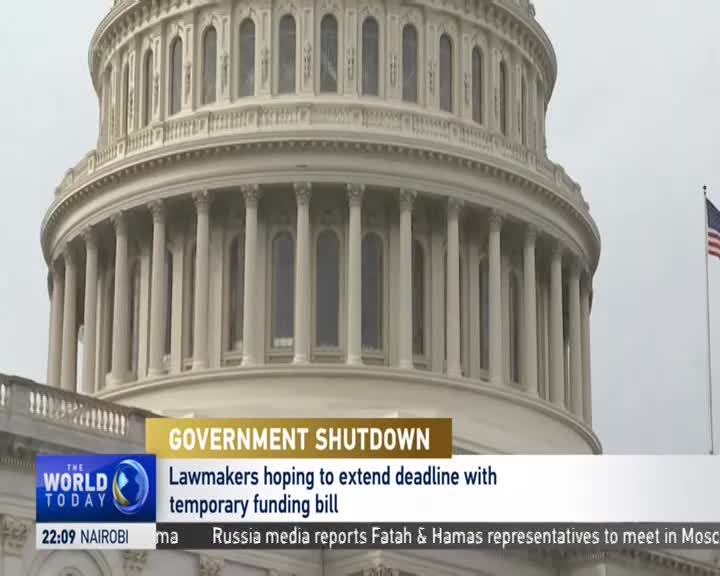 GOVERNMENT SHUTDOWN
THE
WORLD
TODAY
Lawmakers hoping to extend deadline with
temporary funding bill
22:09 NAIROBI
ma Russia media reports Fatah & Hamas representatives to meet in Mosc